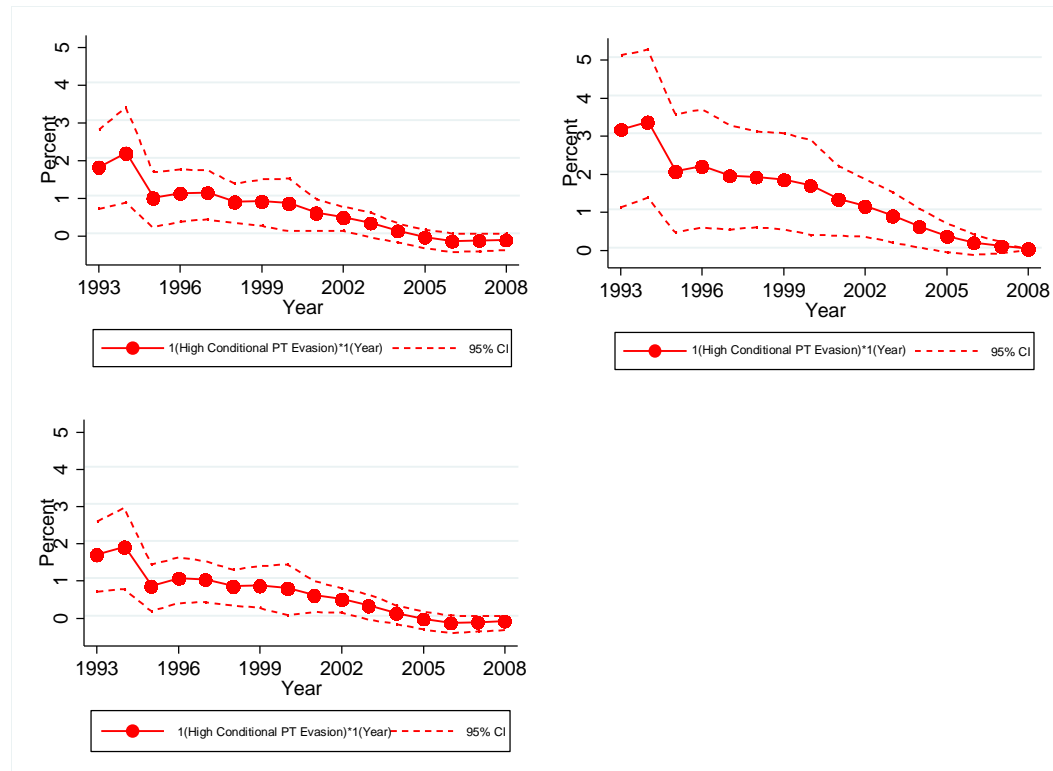 Percent
5
4
3
2
1
0
1993 1996 1999 2002 2005 2008
Year
1(High Conditional PT Evasion)*1(Year) 95% CI
Percent
5
4
3
2
1
0
1993 1996 1999 2002 2005 2008
Year
1(High Conditional PT Evasion)*1(Year) 95% CI
Percent
5
4
3
2
1
0
1993 1996 1999 2002 2005 2008
Year
1(High Conditional PT Evasion)*1(Year) 95% CI